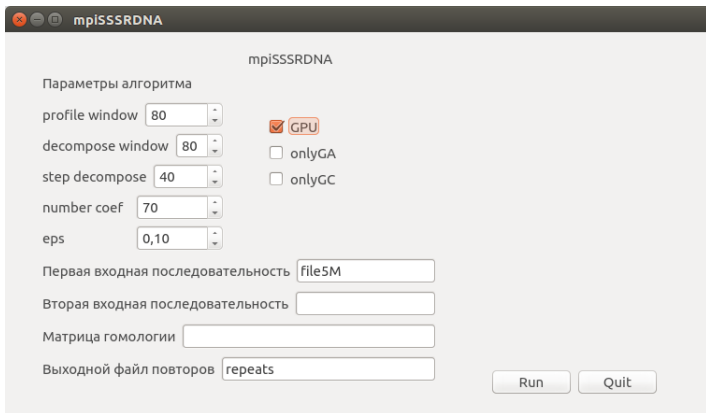 mpiSSSRDNA
mpiSSSRDNA
Параметры алгоритма
profile window 80
GPU
decompose window 80
onlyGA
step decompose 40
onlyGC
number coef 70
eps 0,10
Первая входная последовательность file5M
Вторая входная последовательность
Матрица гомологии
Выходной файл повторов repeats
Run Quit